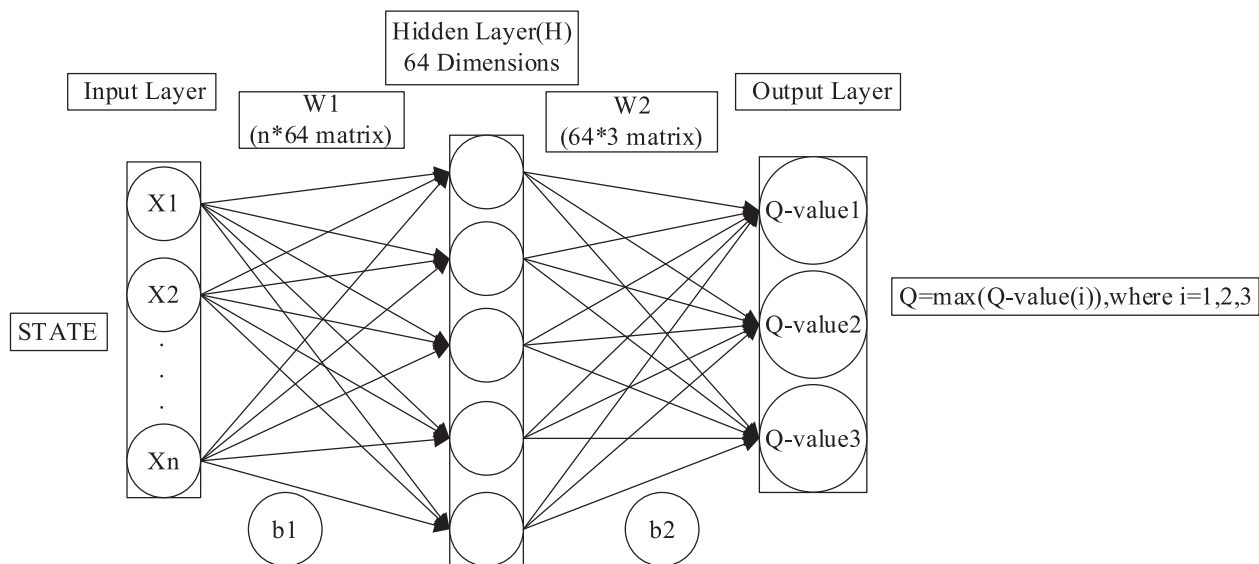 Hidden Layer(H)
64 Dimensions
Input Layer
W1
(n*64 matrix)
W2
(64*3 matrix)
Output Layer
STATE
X1
X2
.
.
.
Xn
b1
b2
Q-value1
Q-value2
Q-value3
Q=max(Q-value(i)),where i=1,2,3